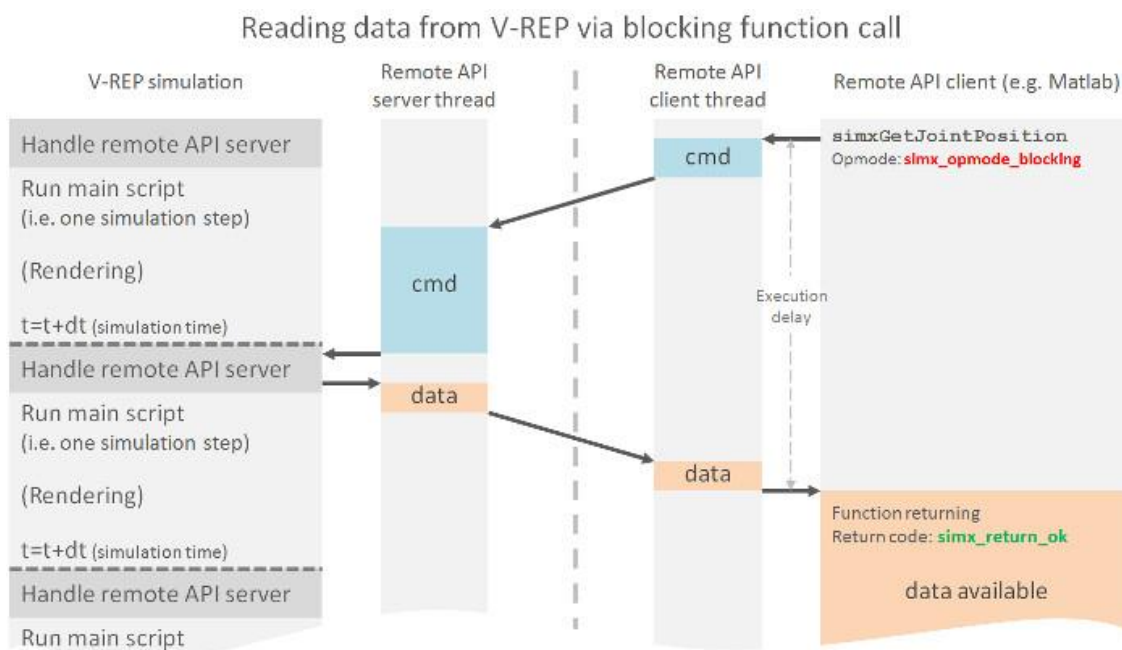 Reading data from V-REP via blocking function call
V-REP simulation
Remote API
server thread
Remote API
client thread
Remote API client (e.g. Matlab)
Handle remote API server
Run main script
(i.e. one simulation step)
(Rendering)
t=t+dt (simulation time)
Handle remote API server
Run main script
(i.e. one simulation step)
(Rendering)
t=t+dt (simulation time)
Handle remote API server
Run main script
cmd
data
cmd
data
simxGetJointPosition
Opmode: simx_opmode_blocking
Execution
delay
Function returning
Return code: simx_return_ok
data available